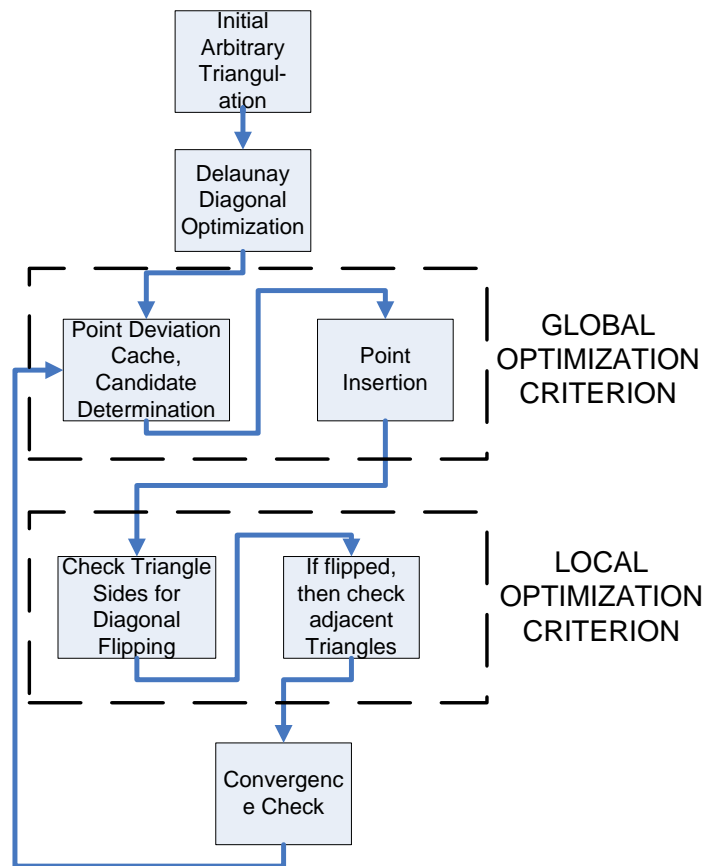 Initial
Arbitrary
Triangul-
ation
Delaunay
Diagonal
Optimization
Point Deviation
Cache,
Candidate
Determination
Point
Insertion
GLOBAL
OPTIMIZATION
CRITERION
Check Triangle
Sides for
Diagonal
Flipping
If flipped,
then check
adjacent
Triangles
LOCAL
OPTIMIZATION
CRITERION
Convergenc
e Check